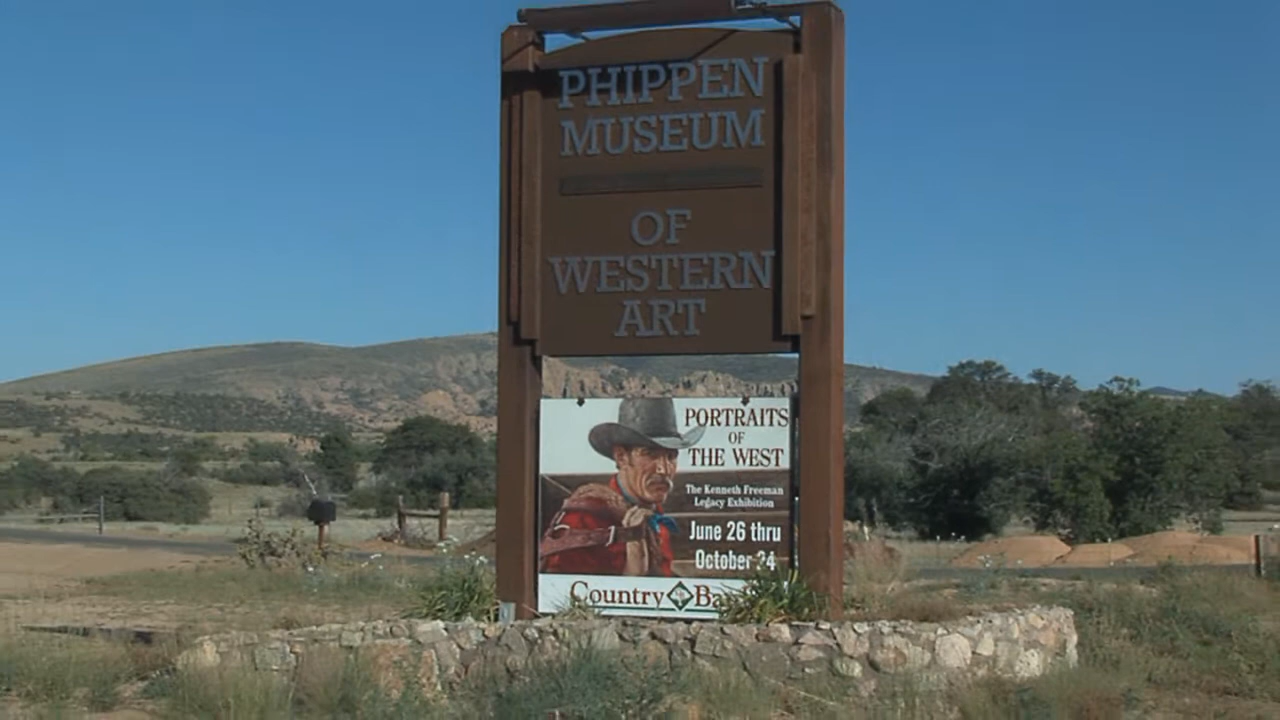 PHIPPEN
MUSEUM
OF
WESTERN
ART
PORTRAITS
OF
THE WEST
The Kenneth Freeman
Legacy Exhibition
June 26 thru
October 24
Country